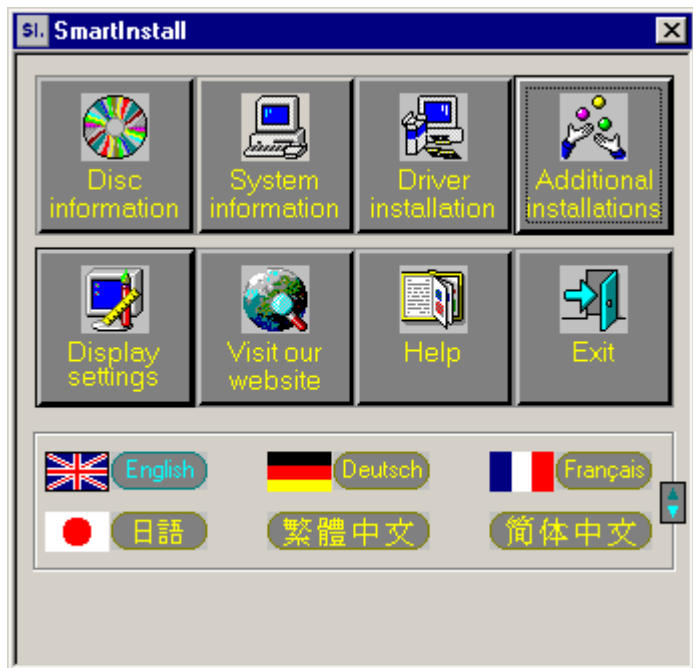 SI. SmartInstall
Disc
information
System
information
Driver
installation
Additional
installations
Display
settings
Visit our
website
Help
Exit
English
Deutsch
Français
日語
繁體中文
简体中文